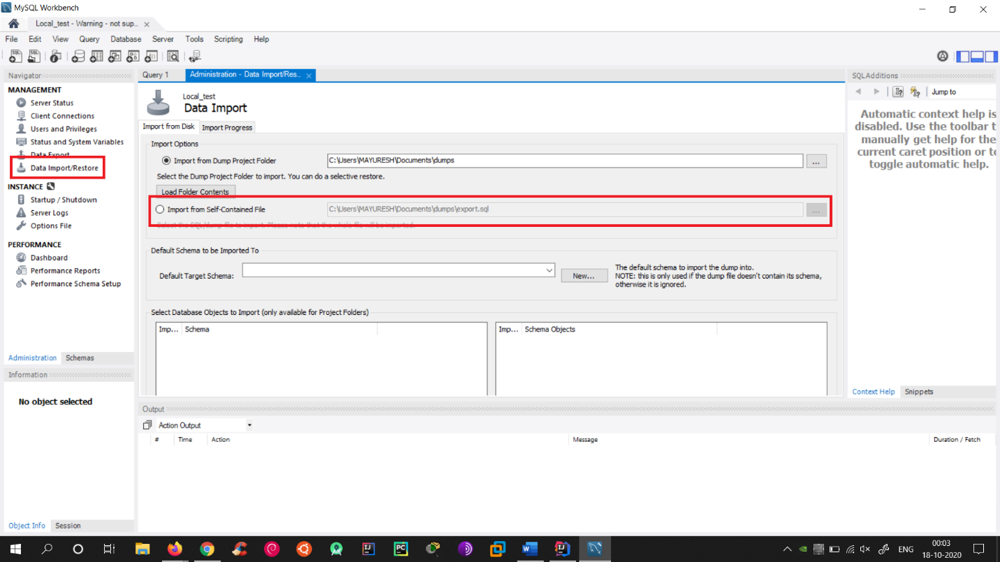 MySQL Workbench
Local_test - Warning - not sup...
File Edit View Query Database Server Tools Scripting Help
Navigator
MANAGEMENT
Server Status
Client Connections
Users and Privileges
Status and System Variables
Data Export
Data Import/Restore
INSTANCE
Startup / Shutdown
Server Logs
Options File
PERFORMANCE
Dashboard
Performance Reports
Performance Schema Setup
Administration Schemas
Information
No object selected
Object Info Session
Query 1 Administration - Data Import/Res...
Local_test
Data Import
Import from Disk Import Progress
Import Options
Import from Dump Project Folder C:\Users\MAYURESH\Documents\dumps ...
Select the Dump Project Folder to import. You can do a selective restore.
Load Folder Contents
Import from Self-Contained File C:\Users\MAYURESH\Documents\dumps\export.sql ...
Select the SQL/dump file to import. Please note that the whole file will be imported.
Default Schema to be Imported To
Default Target Schema: New...
The default schema to import the dump into.
NOTE: this is only used if the dump file doesn't contain its schema,
otherwise it is ignored.
Select Database Objects to Import (only available for Project Folders)
Imp... Schema
Imp... Schema Objects
Output
Action Output
# Time Action Message Duration / Fetch
SQLAdditions
Jump to
Automatic context help is
disabled. Use the toolbar t
manually get help for the
current caret position or to
toggle automatic help.
Context Help Snippets
ENG
00:03
18-10-2020